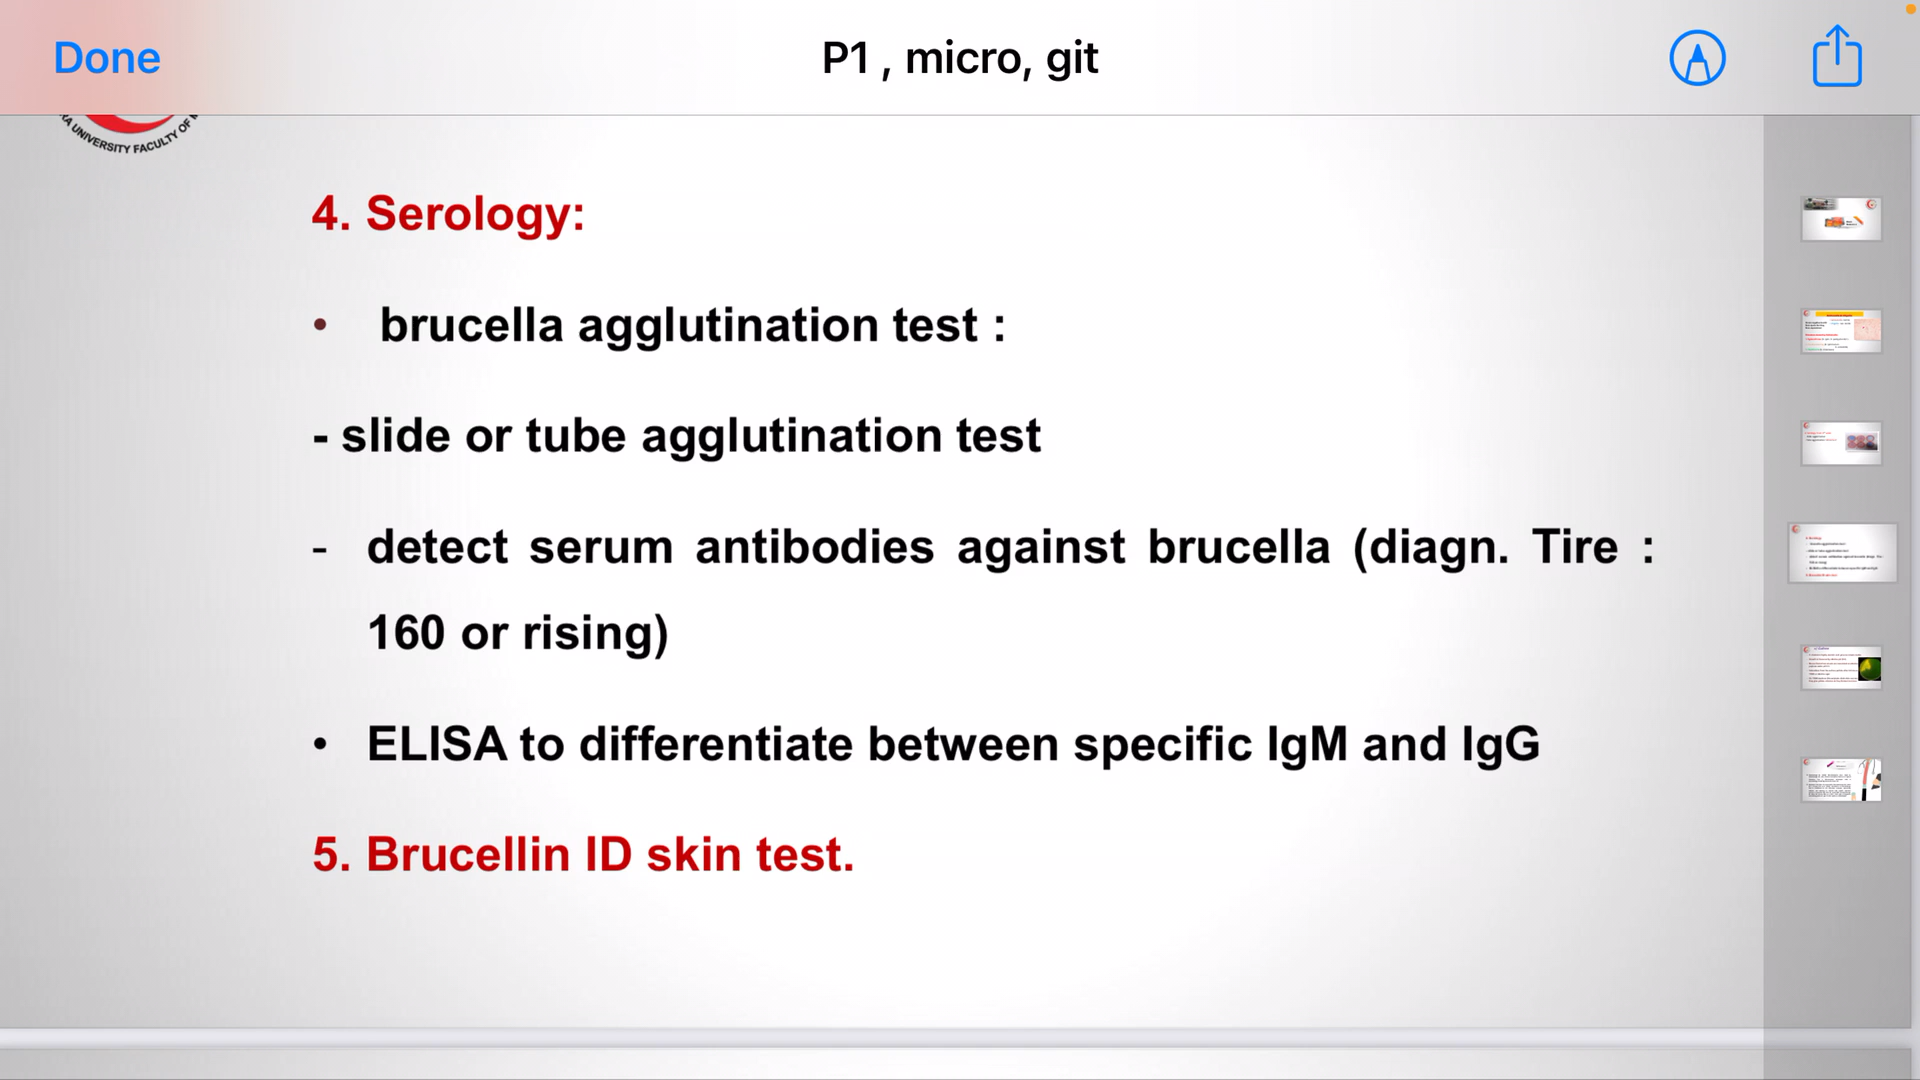 Done
P1 , micro, git
UNIVERSITY FACULTY OF
4. Serology:
• brucella agglutination test :
- slide or tube agglutination test
- detect serum antibodies against brucella (diagn. Tire :
160 or rising)
• ELISA to differentiate between specific IgM and IgG
5. Brucellin ID skin test.